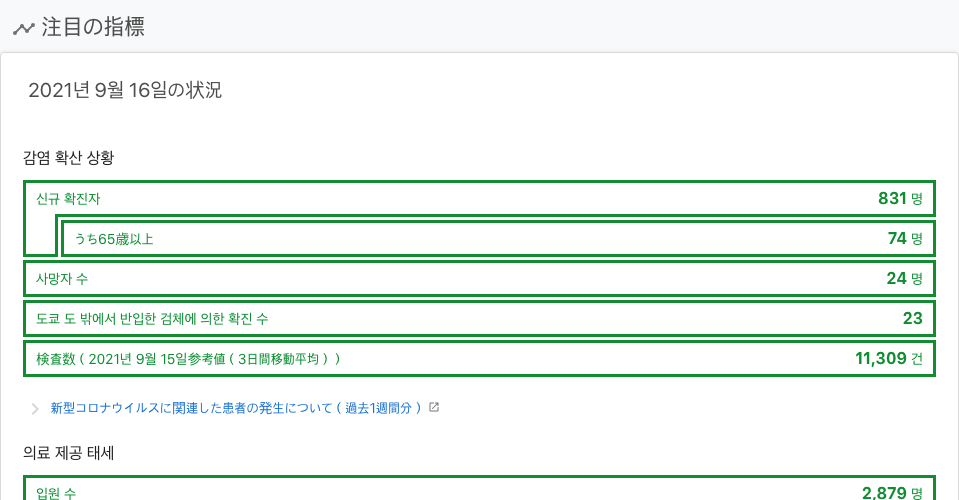 注目の指標
2021년 9월 16일の状況
감염 확산 상황
신규 확진자 831 명
うち65歳以上 74 명
사망자 수 24 명
도쿄 도 밖에서 반입한 검체에 의한 확진 수 23
検査数 ( 2021년 9월 15일参考値 ( 3日間移動平均 ) )
11,309 건
新型コロナウイルスに関連した患者の発生について ( 過去1週間分 )
의료 제공 태세
입원 수 2,879 명